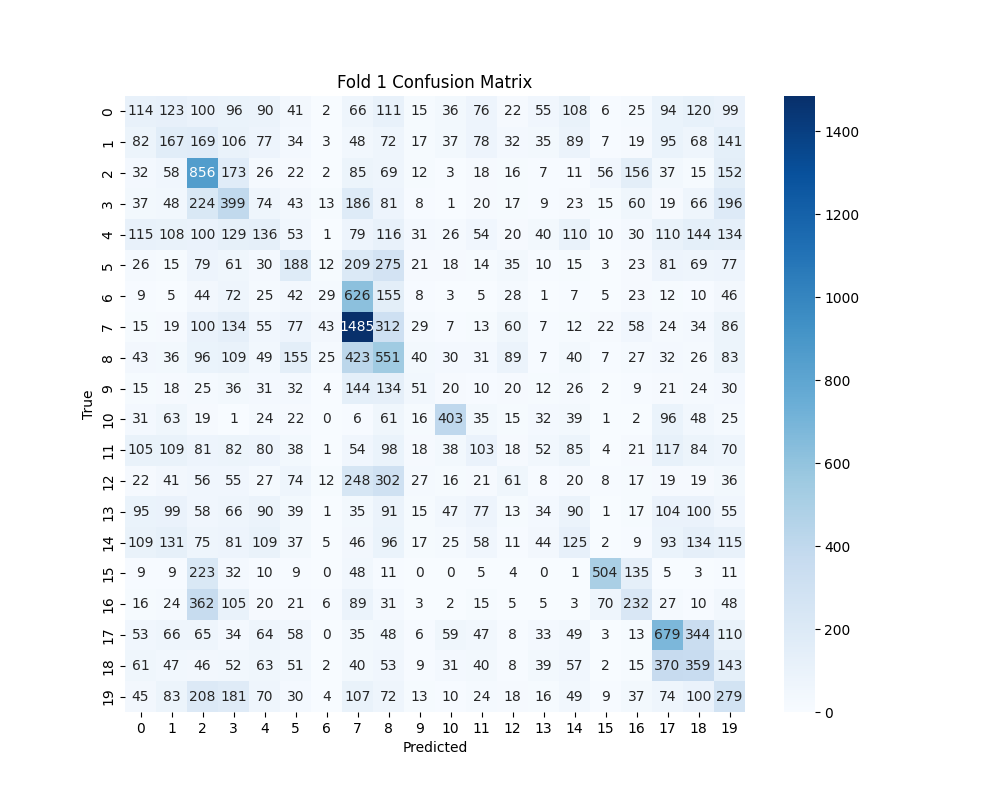 Fold 1 Confusion Matrix
0 114 123 100 96 90 41 2 66 111 15 36 76 22 55 108 6 25 94 120 99
1 82 167 169 106 77 34 3 48 72 17 37 78 32 35 89 7 19 95 68 141
2 32 58 856 173 26 22 2 85 69 12 3 18 16 7 11 56 156 37 15 152
3 37 48 224 399 74 43 13 186 81 8 1 20 17 9 23 15 60 19 66 196
4 115 108 100 129 136 53 1 79 116 31 26 54 20 40 110 10 30 110 144 134
5 26 15 79 61 30 188 12 209 275 21 18 14 35 10 15 3 23 81 69 77
6 9 5 44 72 25 42 29 626 155 8 3 5 28 1 7 5 23 12 10 46
7 15 19 100 134 55 77 43 1485 312 29 7 13 60 7 12 22 58 24 34 86
8 43 36 96 109 49 155 25 423 551 40 30 31 89 7 40 7 27 32 26 83
9 15 18 25 36 31 32 4 144 134 51 20 10 20 12 26 2 9 21 24 30
10 31 63 19 1 24 22 0 6 61 16 403 35 15 32 39 1 2 96 48 25
11 105 109 81 82 80 38 1 54 98 18 38 103 18 52 85 4 21 117 84 70
12 22 41 56 55 27 74 12 248 302 27 16 21 61 8 20 8 17 19 19 36
13 95 99 58 66 90 39 1 35 91 15 47 77 13 34 90 1 17 104 100 55
14 109 131 75 81 109 37 5 46 96 17 25 58 11 44 125 2 9 93 134 115
15 9 9 223 32 10 9 0 48 11 0 0 5 4 0 1 504 135 5 3 11
16 16 24 362 105 20 21 6 89 31 3 2 15 5 5 3 70 232 27 10 48
17 53 66 65 34 64 58 0 35 48 6 59 47 8 33 49 3 13 679 344 110
18 61 47 46 52 63 51 2 40 53 9 31 40 8 39 57 2 15 370 359 143
19 45 83 208 181 70 30 4 107 72 13 10 24 18 16 49 9 37 74 100 279
0 1 2 3 4 5 6 7 8 9 10 11 12 13 14 15 16 17 18 19
Predicted
True
1400
1200
1000
800
600
400
200
0